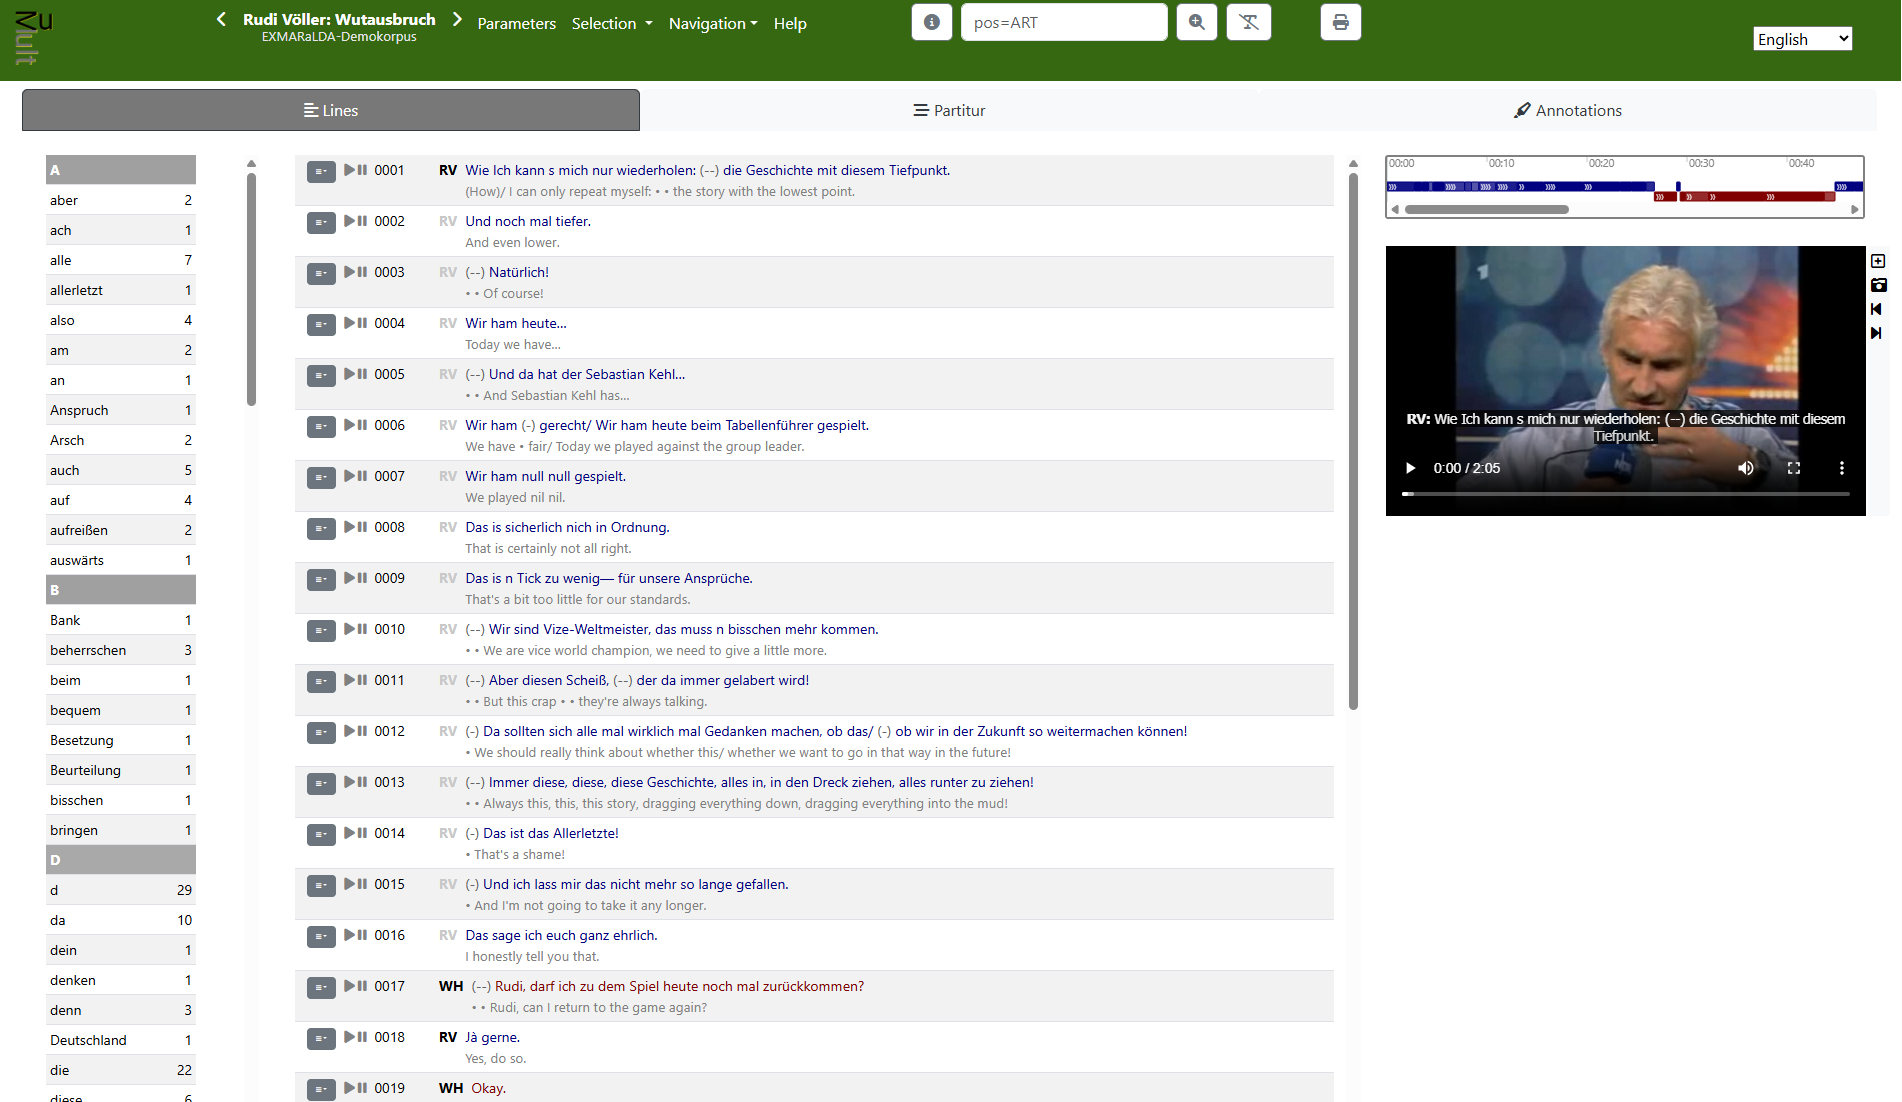 Zu
Mult
Rudi Völler: Wutausbruch
EXMARaLDA-Demokorpus
Parameters
Selection
Navigation
Help
pos=ART
English
Lines
Partitur
Annotations
A
aber 2
ach 1
alle 7
allerletzt 1
also 4
am 2
an 1
Anspruch 1
Arsch 2
auch 5
auf 4
aufreißen 2
auswärts 1
B
Bank 1
beherrschen 3
beim 1
bequem 1
Besetzung 1
Beurteilung 1
bisschen 1
bringen 1
D
d 29
da 10
dein 1
denken 1
denn 3
Deutschland 1
die 22
diese 6
0001 RV Wie Ich kann s mich nur wiederholen: (--) die Geschichte mit diesem Tiefpunkt.
(How)/ I can only repeat myself: • • the story with the lowest point.
0002 RV Und noch mal tiefer.
And even lower.
0003 RV (--) Natürlich!
• • Of course!
0004 RV Wir ham heute...
Today we have...
0005 RV (--) Und da hat der Sebastian Kehl...
• • And Sebastian Kehl has...
0006 RV Wir ham (-) gerecht/ Wir ham heute beim Tabellenführer gespielt.
We have • fair/ Today we played against the group leader.
0007 RV Wir ham null null gespielt.
We played nil nil.
0008 RV Das is sicherlich nich in Ordnung.
That is certainly not all right.
0009 RV Das is n Tick zu wenig— für unsere Ansprüche.
That's a bit too little for our standards.
0010 RV (--) Wir sind Vize-Weltmeister, das muss n bisschen mehr kommen.
• • We are vice world champion, we need to give a little more.
0011 RV (--) Aber diesen Scheiß, (--) der da immer gelabert wird!
• • But this crap • • they're always talking.
0012 RV (-) Da sollten sich alle mal wirklich mal Gedanken machen, ob das/ (-) ob wir in der Zukunft so weitermachen können!
• We should really think about whether this/ whether we want to go in that way in the future!
0013 RV (--) Immer diese, diese, diese Geschichte, alles in, in den Dreck ziehen, alles runter zu ziehen!
• • Always this, this, this story, dragging everything down, dragging everything into the mud!
0014 RV (-) Das ist das Allerletzte!
• That's a shame!
0015 RV (-) Und ich lass mir das nicht mehr so lange gefallen.
• And I'm not going to take it any longer.
0016 RV Das sage ich euch ganz ehrlich.
I honestly tell you that.
0017 WH (--) Rudi, darf ich zu dem Spiel heute noch mal zurückkommen?
• • Rudi, can I return to the game again?
0018 RV Jà gerne.
Yes, do so.
0019 WH Okay.
00:00 00:10 00:20 00:30 00:40
1
RV: Wie Ich kann s mich nur wiederholen: (--) die Geschichte mit diesem
Tiefpunkt.
0:00 / 2:05